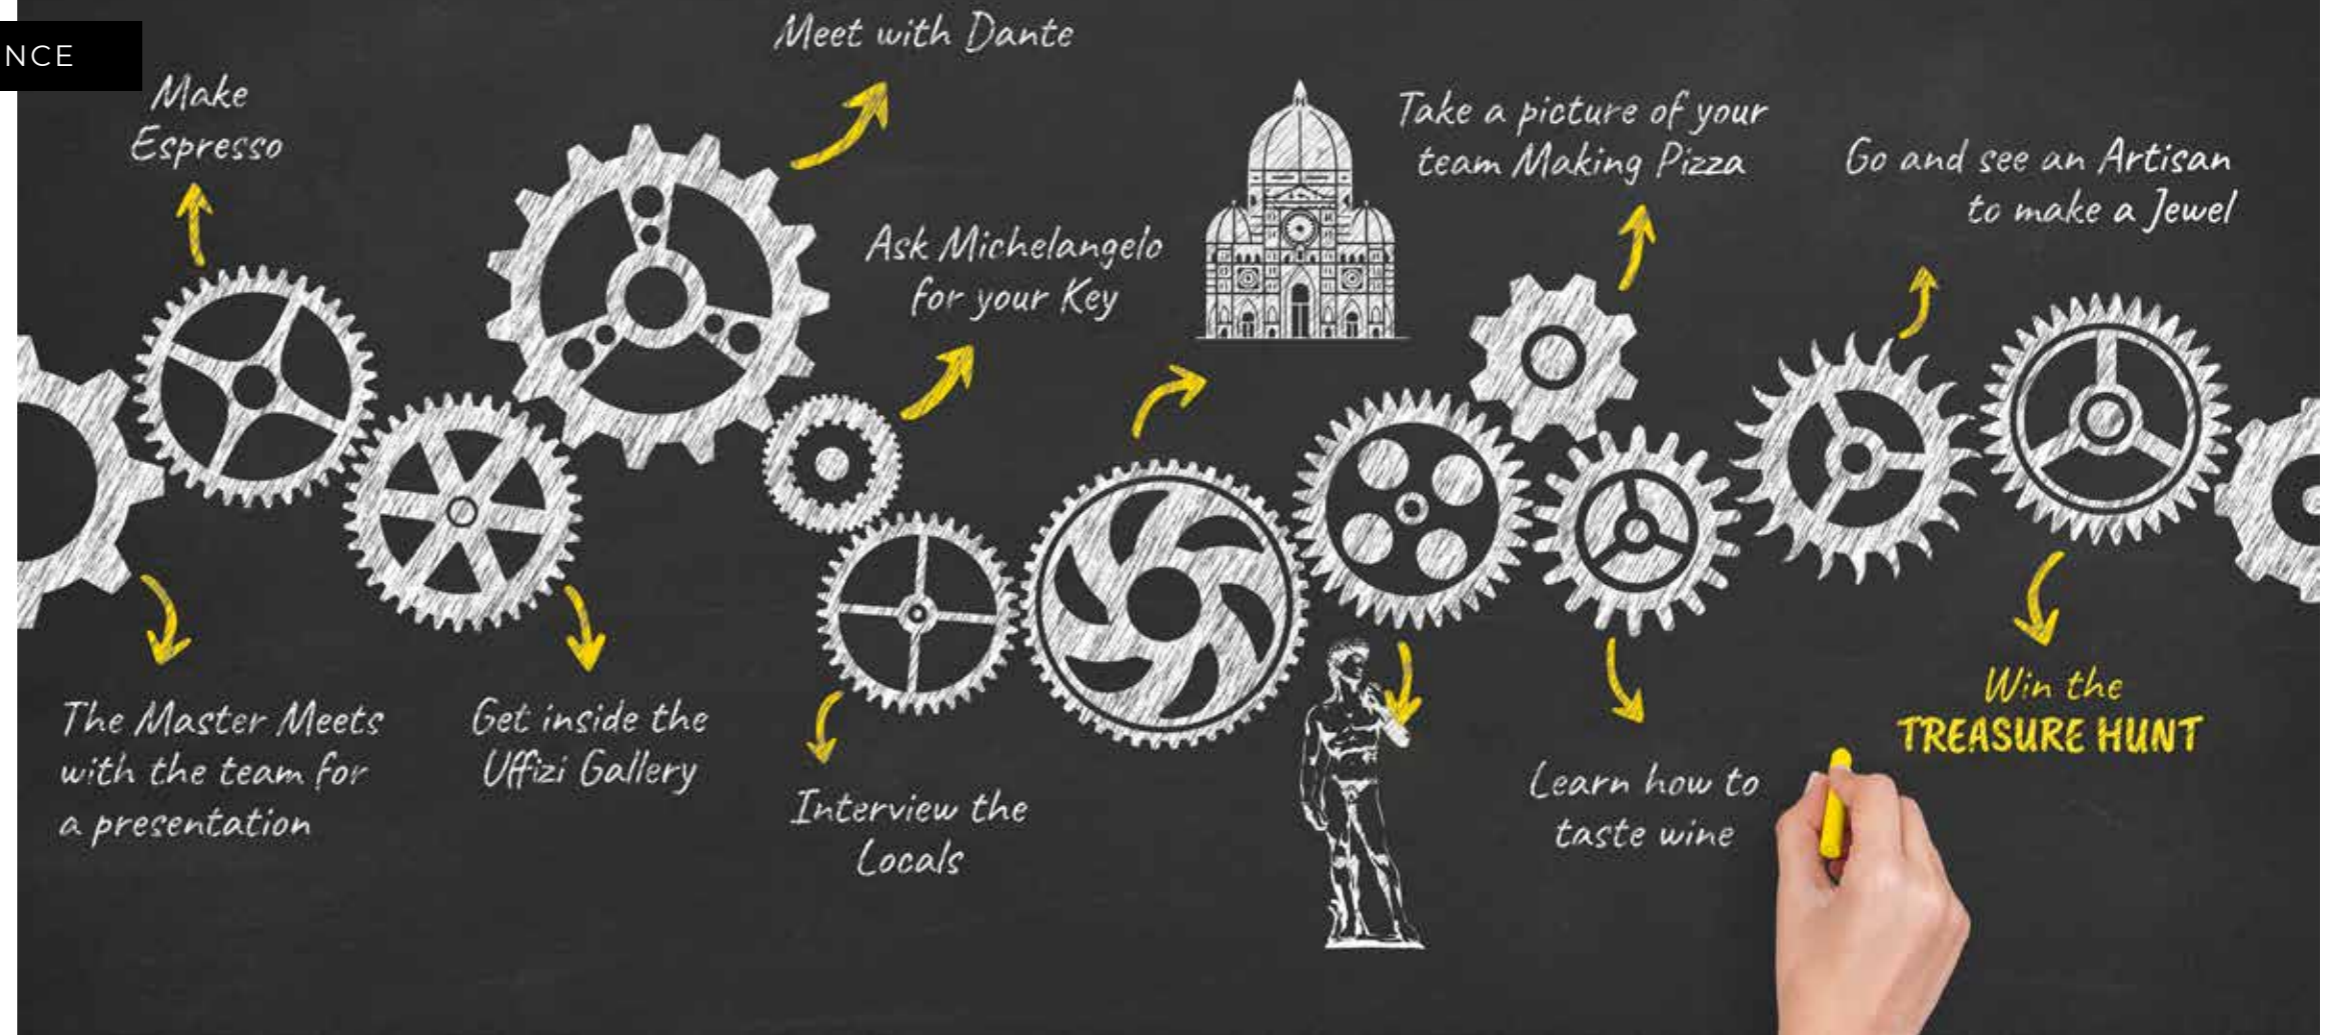 NCE
Meet with Dante
Make
Espresso
Take a picture of your
team Making Pizza
Go and see an Artisan
to make a Jewel
Ask Michelangelo
for your Key
The Master Meets
with the team for
a presentation
Get inside the
Uffizi Gallery
Interview the
Locals
Learn how to
taste wine
Win the
TREASURE HUNT